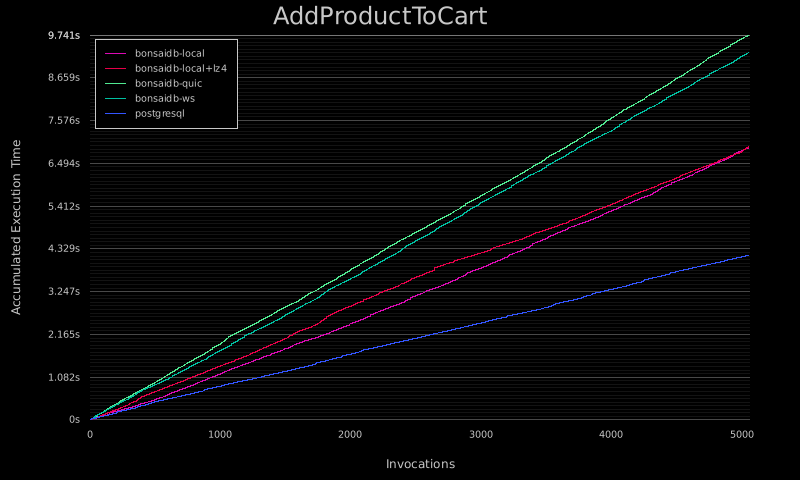 AddProductToCart
9.741s
8.659s
7.576s
6.494s
5.412s
4.329s
3.247s
2.165s
1.082s
0s
bonsaidb-local
bonsaidb-local+lz4
bonsaidb-quic
bonsaidb-ws
postgresql
Accumulated Execution Time
0 1000 2000 3000 4000 5000
Invocations